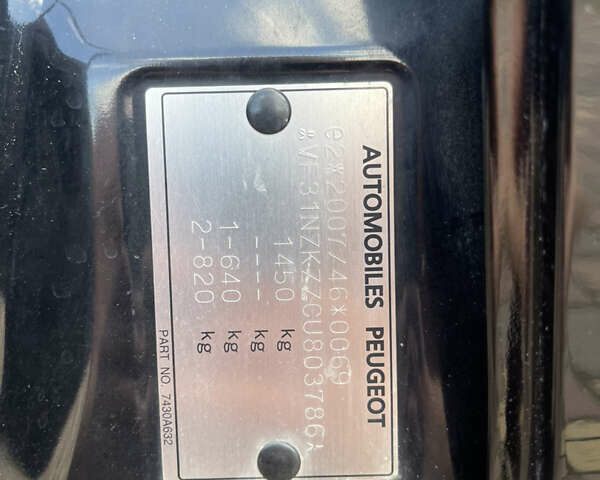 AUTOMOBILES PEUGEOT
e2*2007/46*0069
*VF31NZKZZCU803786*
1450 kg
---- kg
1-640 kg
2-820 kg
PART NO. 7430A632